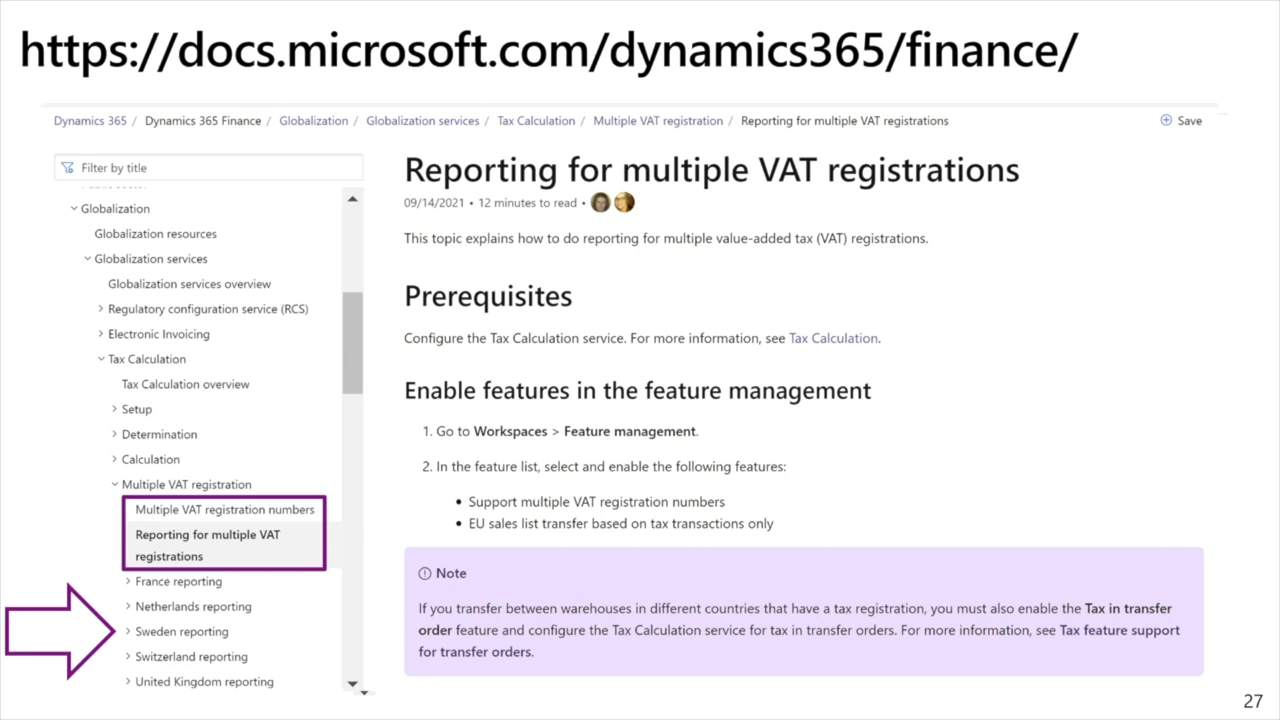 https://docs.microsoft.com/dynamics365/finance/
Dynamics 365 / Dynamics 365 Finance / Globalization / Globalization services / Tax Calculation / Multiple VAT registration / Reporting for multiple VAT registrations
Save
Filter by title
Globalization
Globalization resources
Globalization services
Globalization services overview
Regulatory configuration service (RCS)
Electronic Invoicing
Tax Calculation
Tax Calculation overview
Setup
Determination
Calculation
Multiple VAT registration
Multiple VAT registration numbers
Reporting for multiple VAT
registrations
France reporting
Netherlands reporting
Sweden reporting
Switzerland reporting
United Kingdom reporting
Reporting for multiple VAT registrations
09/14/2021 • 12 minutes to read •
This topic explains how to do reporting for multiple value-added tax (VAT) registrations.
Prerequisites
Configure the Tax Calculation service. For more information, see Tax Calculation.
Enable features in the feature management
1. Go to Workspaces > Feature management.
2. In the feature list, select and enable the following features:
• Support multiple VAT registration numbers
• EU sales list transfer based on tax transactions only
Note
If you transfer between warehouses in different countries that have a tax registration, you must also enable the Tax in transfer
order feature and configure the Tax Calculation service for tax in transfer orders. For more information, see Tax feature support
for transfer orders.
27